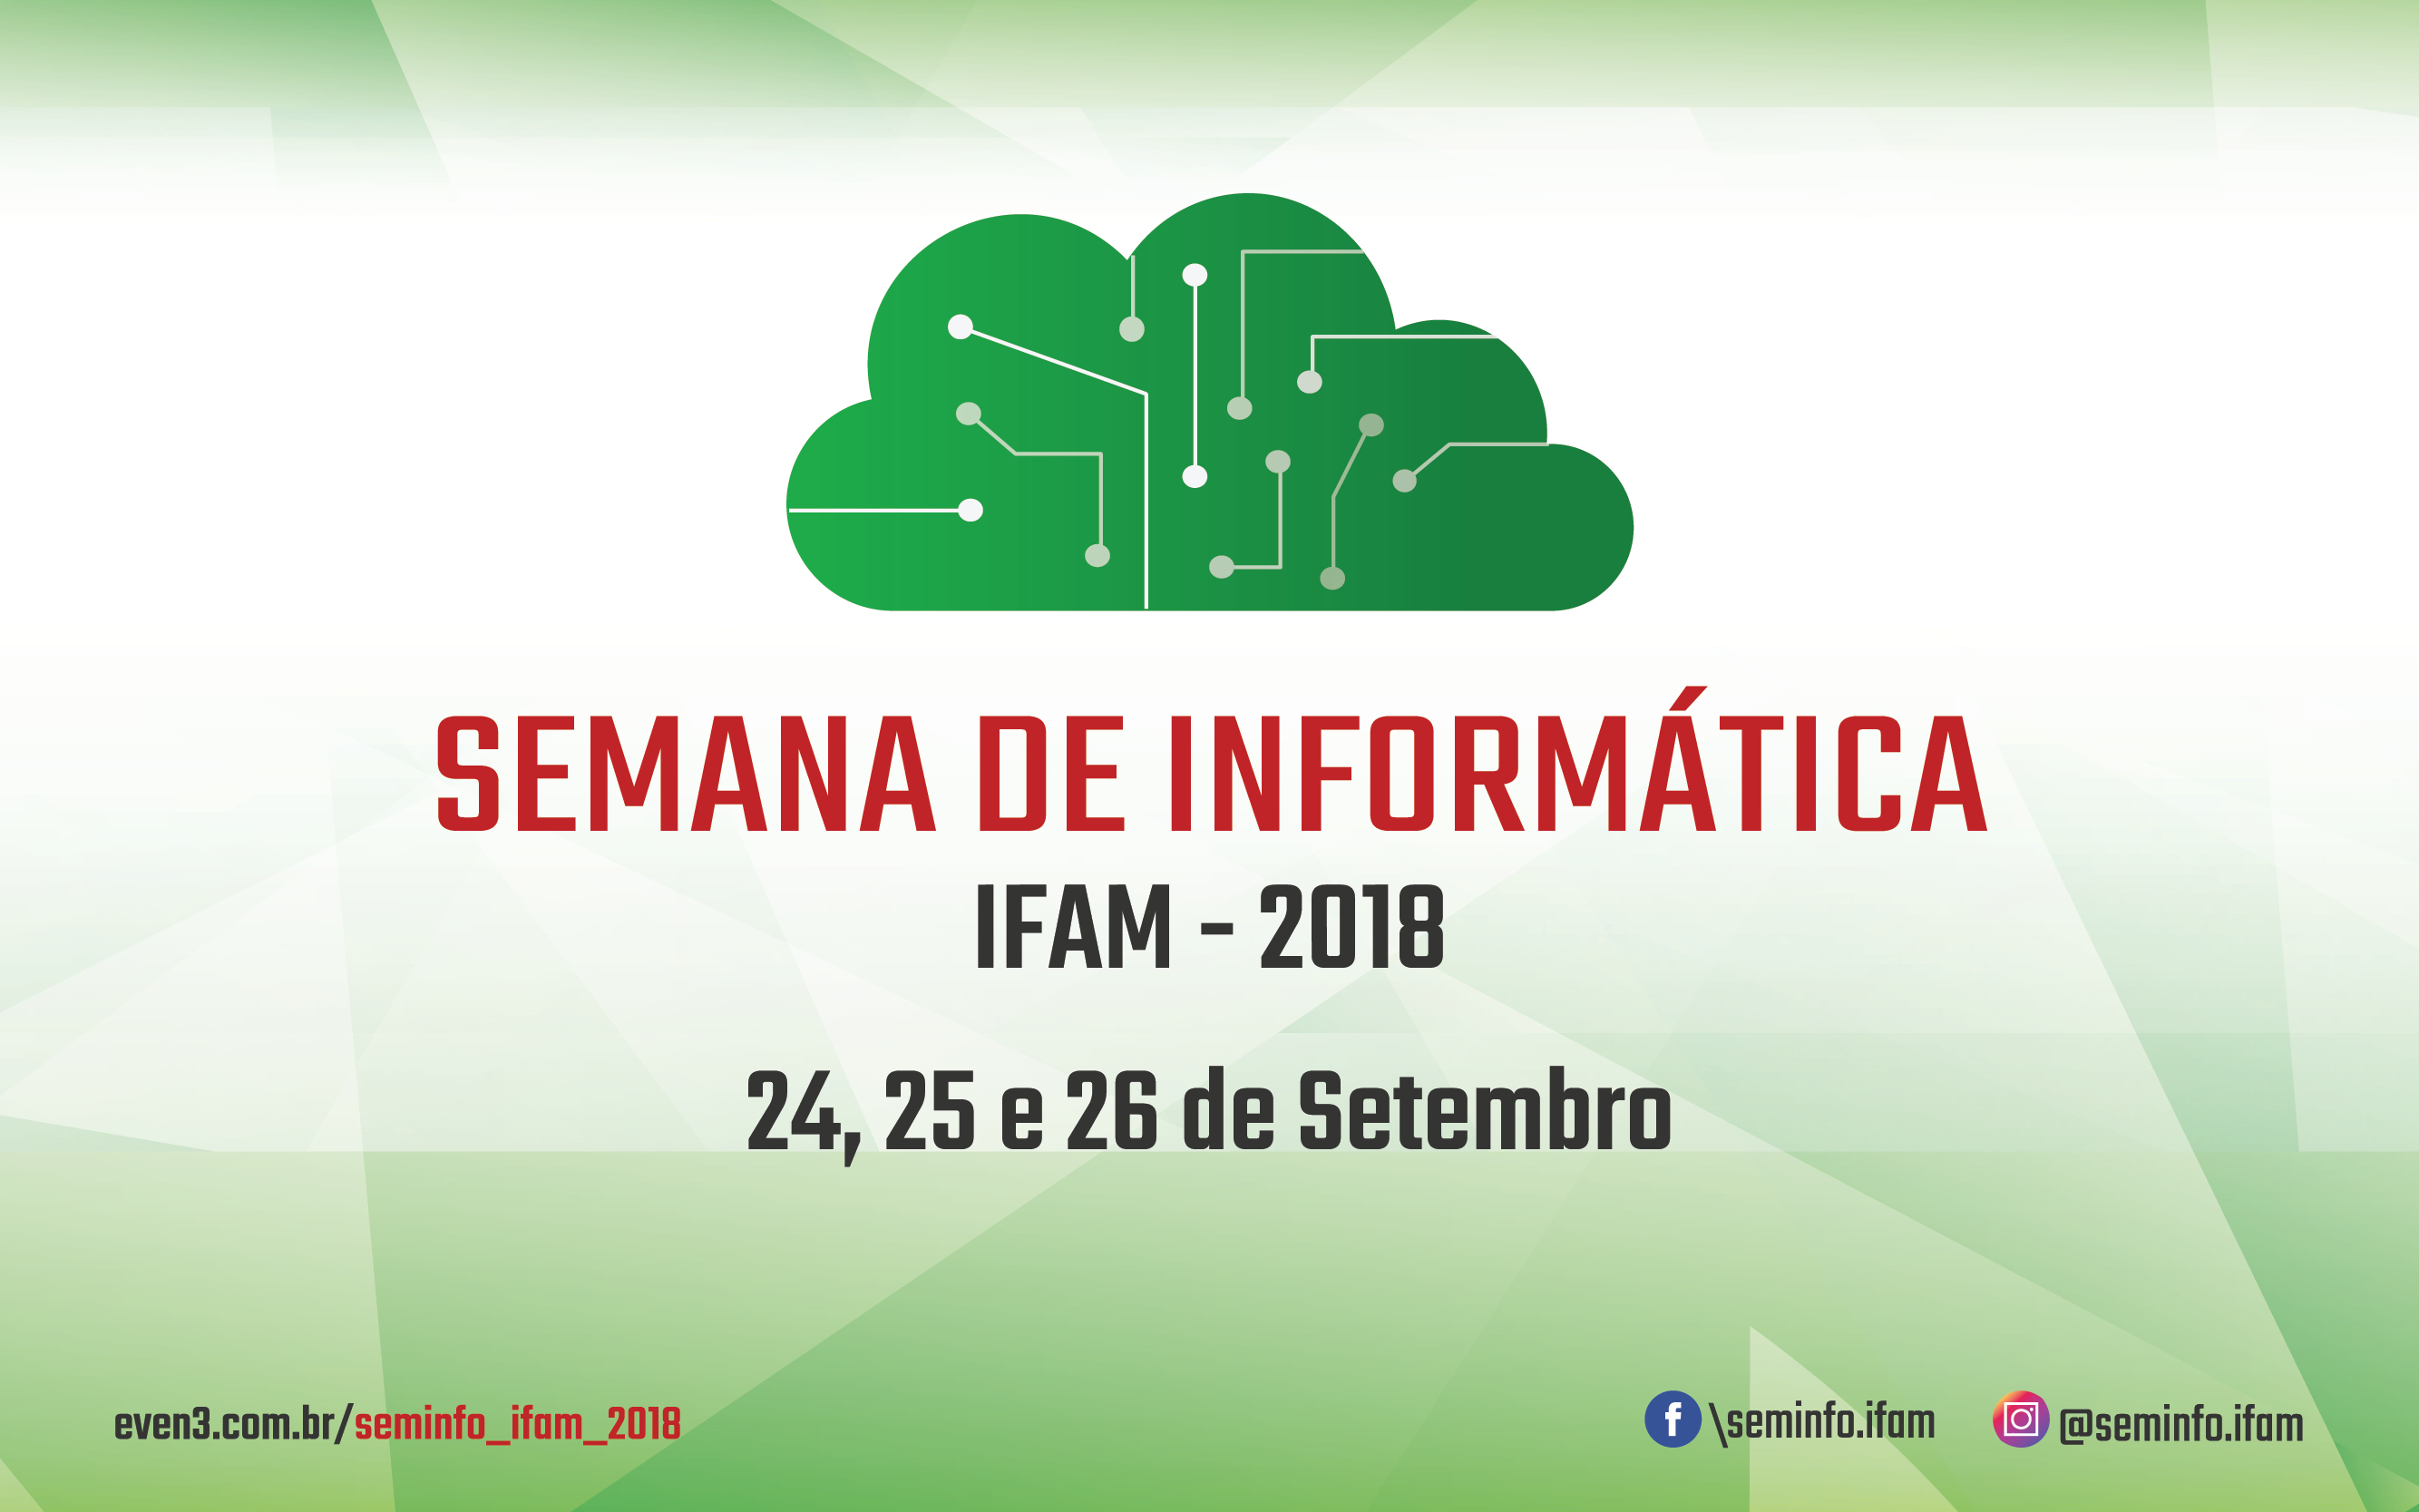 SEMANA DE INFORMÁTICA
IFAM - 2018
24, 25 e 26 de Setembro
even3.com.br/seminfo_ifam_2018
\seminfo.ifam
@seminfo.ifam